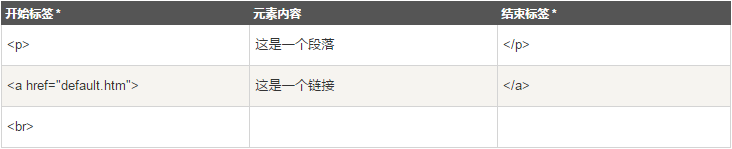 开始标签 * 元素内容 结束标签 *
<p> 这是一个段落 </p>
<a href="default.htm"> 这是一个链接 </a>
<br>